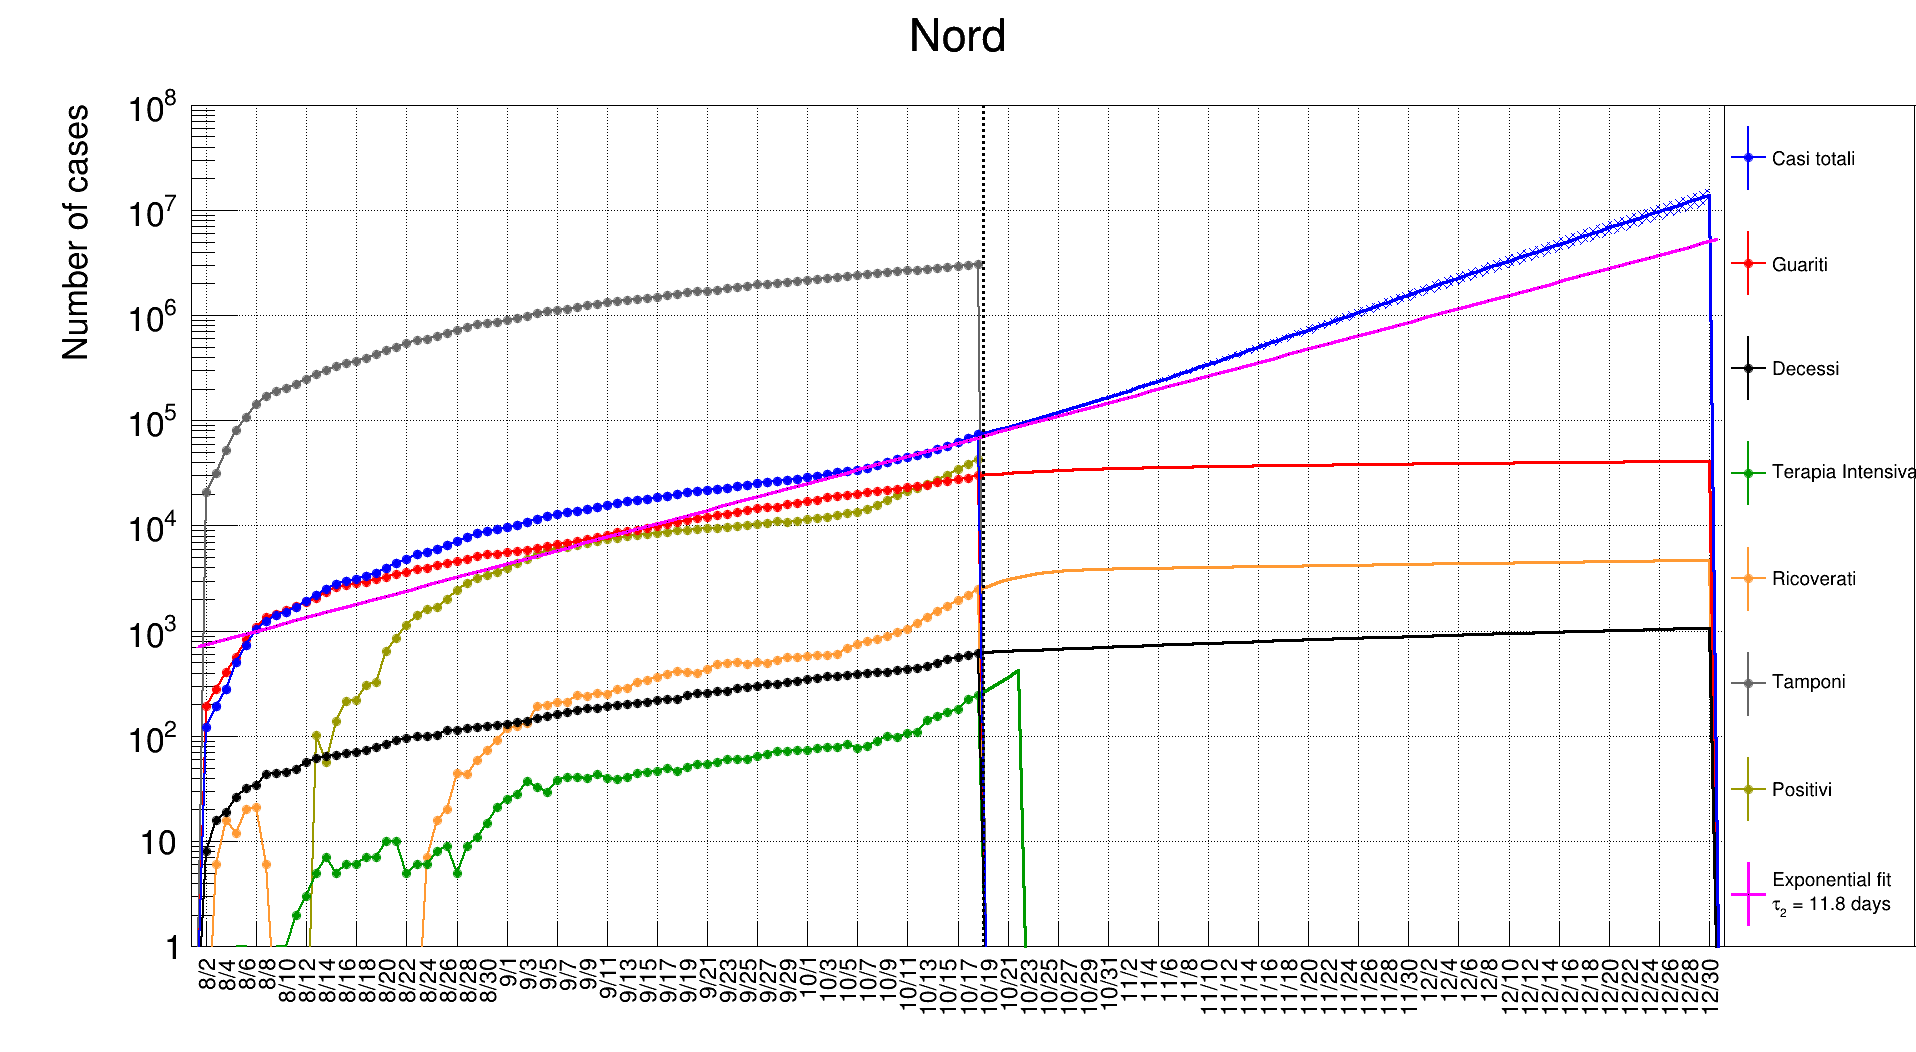 Nord
Number of cases
10^8
10^7
10^6
10^5
10^4
10^3
10^2
10
1
8/2 8/4 8/6 8/8 8/10 8/12 8/14 8/16 8/18 8/20 8/22 8/24 8/26 8/28 8/30 9/1 9/3 9/5 9/7 9/9 9/11 9/13 9/15 9/17 9/19 9/21 9/23 9/25 9/27 9/29 10/1 10/3 10/5 10/7 10/9 10/11 10/13 10/15 10/17 10/19 10/21 10/23 10/25 10/27 10/29 10/31 11/2 11/4 11/6 11/8 11/10 11/12 11/14 11/16 11/18 11/20 11/22 11/24 11/26 11/28 11/30 12/2 12/4 12/6 12/8 12/10 12/12 12/14 12/16 12/18 12/20 12/22 12/24 12/26 12/28 12/30
Casi totali
Guariti
Decessi
Terapia Intensiva
Ricoverati
Tamponi
Positivi
Exponential fit
τ_2 = 11.8 days